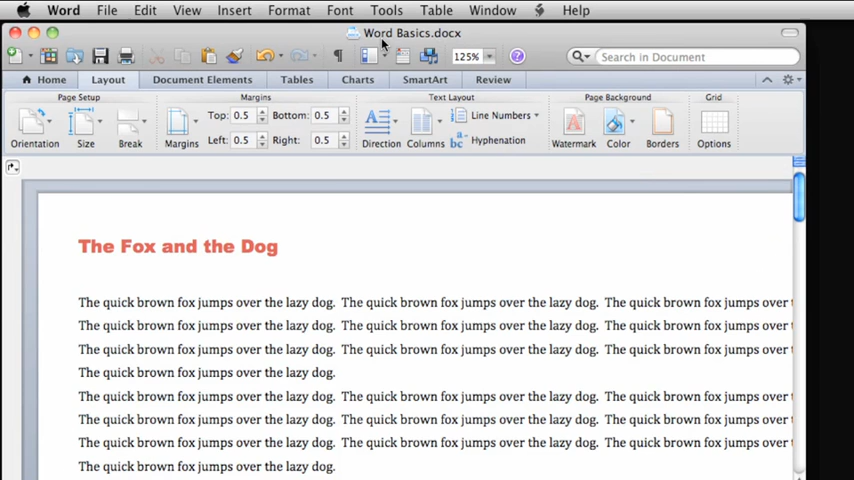 Word File Edit View Insert Format Font Tools Table Window Help
Word Basics.docx
125% Search in Document
Home Layout Document Elements Tables Charts SmartArt Review
Page Setup Margins Text Layout Page Background Grid
Orientation Size Break Margins Top: 0.5 Bottom: 0.5 Left: 0.5 Right: 0.5 Direction Columns Line Numbers Hyphenation Watermark Color Borders Options
The Fox and the Dog
The quick brown fox jumps over the lazy dog. The quick brown fox jumps over the lazy dog. The quick brown fox jumps over
The quick brown fox jumps over the lazy dog. The quick brown fox jumps over the lazy dog. The quick brown fox jumps over
The quick brown fox jumps over the lazy dog. The quick brown fox jumps over the lazy dog. The quick brown fox jumps over
The quick brown fox jumps over the lazy dog.
The quick brown fox jumps over the lazy dog. The quick brown fox jumps over the lazy dog. The quick brown fox jumps over
The quick brown fox jumps over the lazy dog. The quick brown fox jumps over the lazy dog. The quick brown fox jumps over
The quick brown fox jumps over the lazy dog. The quick brown fox jumps over the lazy dog. The quick brown fox jumps over
The quick brown fox jumps over the lazy dog.